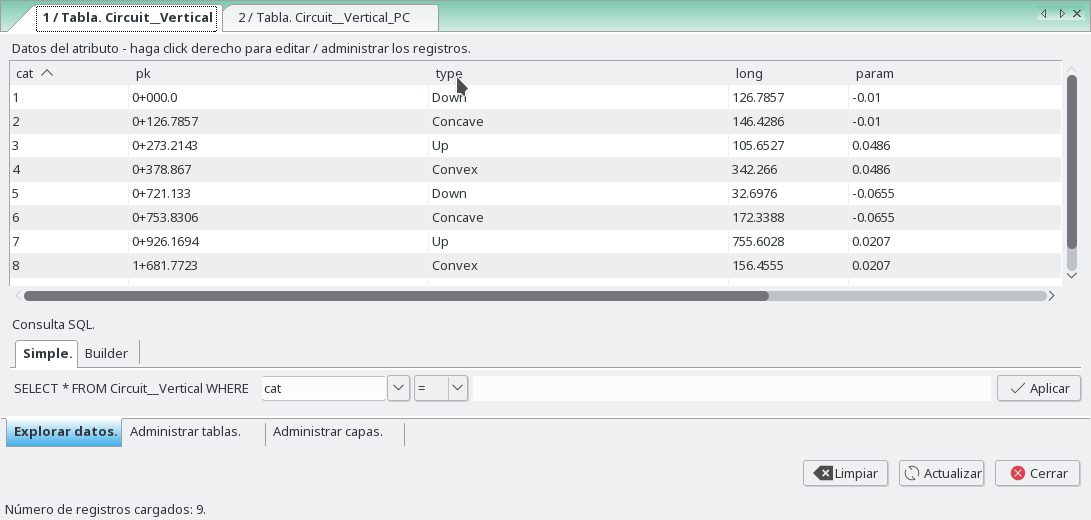 1 / Tabla. Circuit__Vertical 2 / Tabla. Circuit__Vertical_PC
Datos del atributo - haga click derecho para editar / administrar los registros.
cat pk type long param
1 0+000.0 Down 126.7857 -0.01
2 0+126.7857 Concave 146.4286 -0.01
3 0+273.2143 Up 105.6527 0.0486
4 0+378.867 Convex 342.266 0.0486
5 0+721.133 Down 32.6976 -0.0655
6 0+753.8306 Concave 172.3388 -0.0655
7 0+926.1694 Up 755.6028 0.0207
8 1+681.7723 Convex 156.4555 0.0207
Consulta SQL.
Simple. Builder
SELECT * FROM Circuit__Vertical WHERE cat = Aplicar
Explorar datos. Administrar tablas. Administrar capas.
Limpiar Actualizar Cerrar
Número de registros cargados: 9.